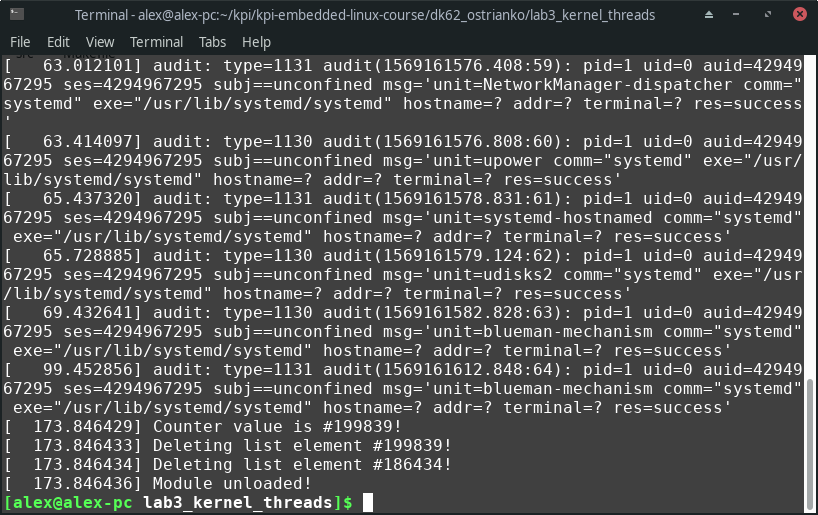 Terminal - alex@alex-pc:~/kpi/kpi-embedded-linux-course/dk62_ostrianko/lab3_kernel_threads
File Edit View Terminal Tabs Help
[   63.012101] audit: type=1131 audit(1569161576.408:59): pid=1 uid=0 auid=42949
67295 ses=4294967295 subj==unconfined msg='unit=NetworkManager-dispatcher comm="
systemd" exe="/usr/lib/systemd/systemd" hostname=? addr=? terminal=? res=success
'
[   63.414097] audit: type=1130 audit(1569161576.808:60): pid=1 uid=0 auid=42949
67295 ses=4294967295 subj==unconfined msg='unit=upower comm="systemd" exe="/usr/
lib/systemd/systemd" hostname=? addr=? terminal=? res=success'
[   65.437320] audit: type=1131 audit(1569161578.831:61): pid=1 uid=0 auid=42949
67295 ses=4294967295 subj==unconfined msg='unit=systemd-hostnamed comm="systemd"
 exe="/usr/lib/systemd/systemd" hostname=? addr=? terminal=? res=success'
[   65.728885] audit: type=1130 audit(1569161579.124:62): pid=1 uid=0 auid=42949
67295 ses=4294967295 subj==unconfined msg='unit=udisks2 comm="systemd" exe="/usr
/lib/systemd/systemd" hostname=? addr=? terminal=? res=success'
[   69.432641] audit: type=1130 audit(1569161582.828:63): pid=1 uid=0 auid=42949
67295 ses=4294967295 subj==unconfined msg='unit=blueman-mechanism comm="systemd"
 exe="/usr/lib/systemd/systemd" hostname=? addr=? terminal=? res=success'
[   99.452856] audit: type=1131 audit(1569161612.848:64): pid=1 uid=0 auid=42949
67295 ses=4294967295 subj==unconfined msg='unit=blueman-mechanism comm="systemd"
 exe="/usr/lib/systemd/systemd" hostname=? addr=? terminal=? res=success'
[  173.846429] Counter value is #199839!
[  173.846433] Deleting list element #199839!
[  173.846434] Deleting list element #186434!
[  173.846436] Module unloaded!
[alex@alex-pc lab3_kernel_threads]$